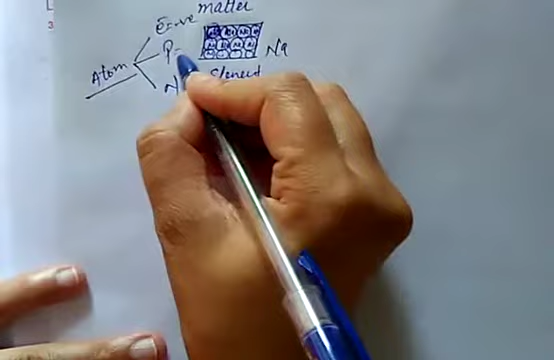 matter
ē=-ve
P=
Atom
N
Na
Element